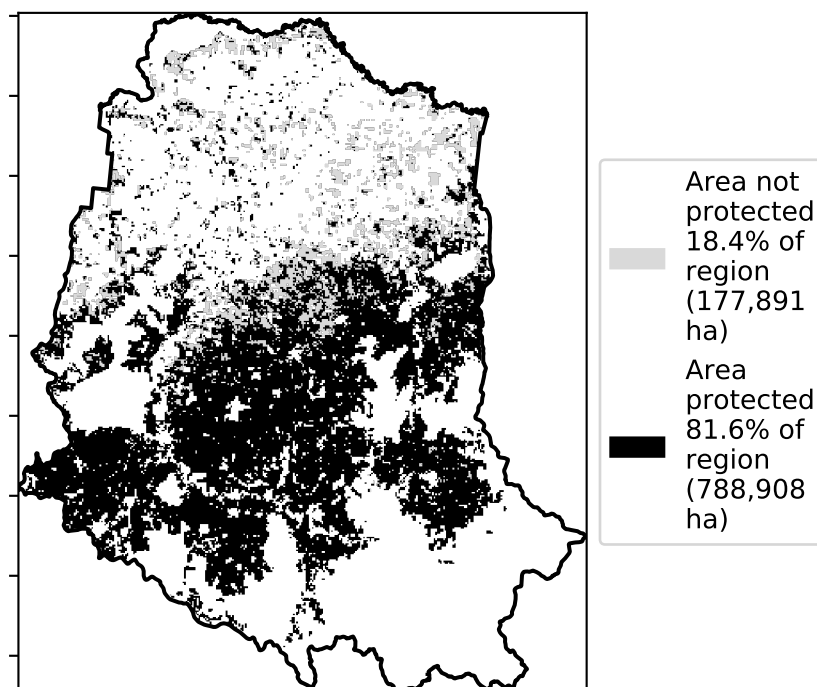 Area not
protected
18.4% of
region
(177,891
ha)
Area
protected
81.6% of
region
(788,908
ha)